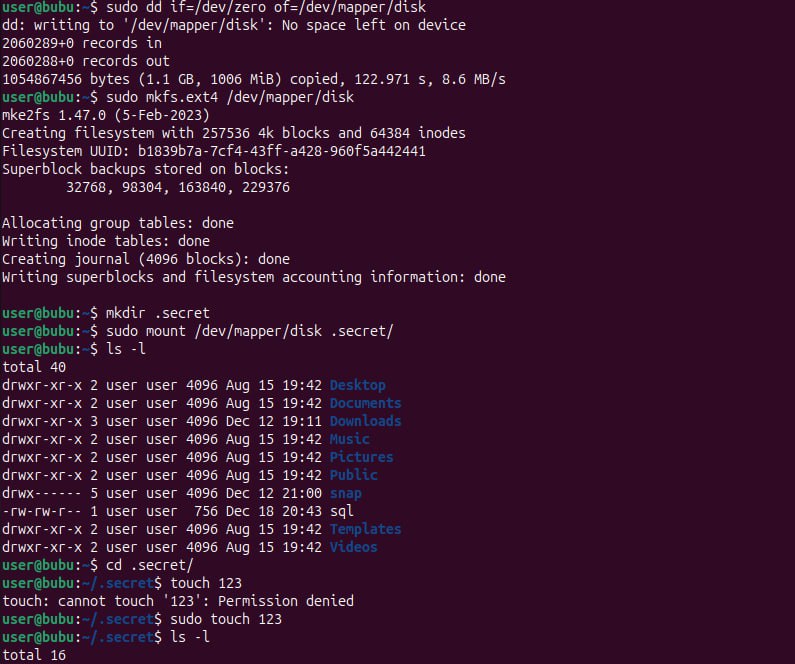 user@bubu:~$ sudo dd if=/dev/zero of=/dev/mapper/disk
dd: writing to '/dev/mapper/disk': No space left on device
2060289+0 records in
2060288+0 records out
1054867456 bytes (1.1 GB, 1006 MiB) copied, 122.971 s, 8.6 MB/s
user@bubu:~$ sudo mkfs.ext4 /dev/mapper/disk
mke2fs 1.47.0 (5-Feb-2023)
Creating filesystem with 257536 4k blocks and 64384 inodes
Filesystem UUID: b1839b7a-7cf4-43ff-a428-960f5a442441
Superblock backups stored on blocks:
        32768, 98304, 163840, 229376

Allocating group tables: done
Writing inode tables: done
Creating journal (4096 blocks): done
Writing superblocks and filesystem accounting information: done

user@bubu:~$ mkdir .secret
user@bubu:~$ sudo mount /dev/mapper/disk .secret/
user@bubu:~$ ls -l
total 40
drwxr-xr-x 2 user user 4096 Aug 15 19:42 Desktop
drwxr-xr-x 2 user user 4096 Aug 15 19:42 Documents
drwxr-xr-x 3 user user 4096 Dec 12 19:11 Downloads
drwxr-xr-x 2 user user 4096 Aug 15 19:42 Music
drwxr-xr-x 2 user user 4096 Aug 15 19:42 Pictures
drwxr-xr-x 2 user user 4096 Aug 15 19:42 Public
drwx------ 5 user user 4096 Dec 12 21:00 snap
-rw-rw-r-- 1 user user  756 Dec 18 20:43 sql
drwxr-xr-x 2 user user 4096 Aug 15 19:42 Templates
drwxr-xr-x 2 user user 4096 Aug 15 19:42 Videos
user@bubu:~$ cd .secret/
user@bubu:~/.secret$ touch 123
touch: cannot touch '123': Permission denied
user@bubu:~/.secret$ sudo touch 123
user@bubu:~/.secret$ ls -l
total 16